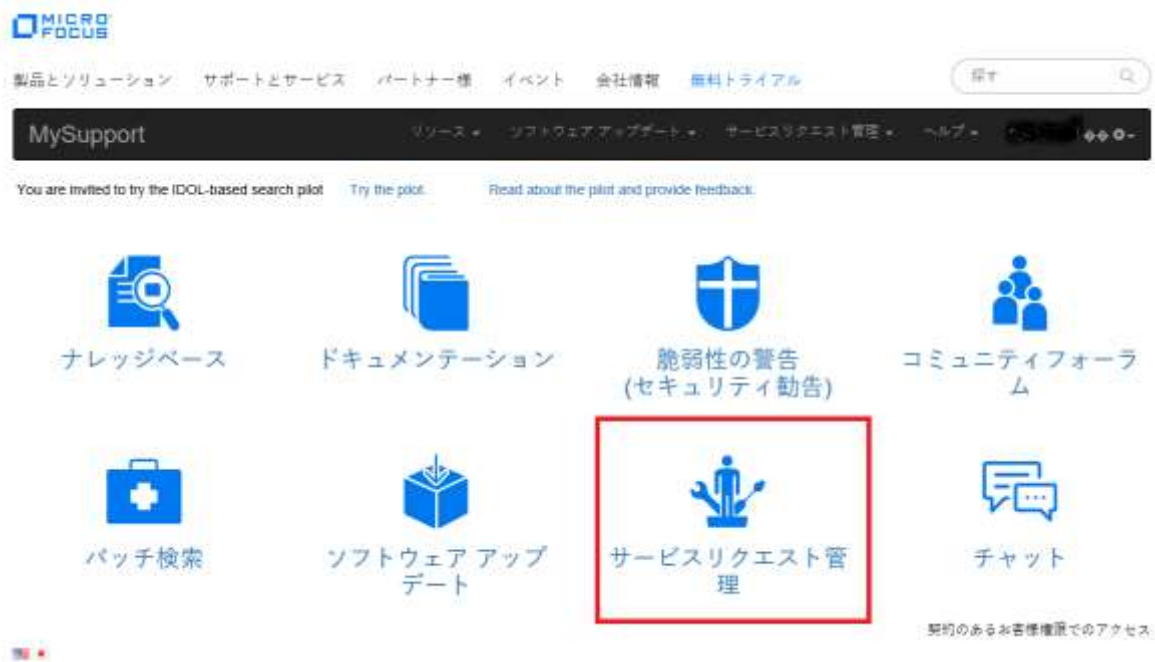 MICRO
FOCUS
製品とソリューション サポートとサービス パートナー様 イベント 会社情報 無料トライアル 探す
MySupport リソース ソフトウェア アップデート サービスリクエスト管理 ヘルプ
You are invited to try the IDOL-based search pilot Try the pilot. Read about the pilot and provide feedback.
ナレッジベース ドキュメンテーション 脆弱性の警告 コミュニティフォーラ
(セキュリティ勧告) ム
パッチ検索 ソフトウェア アップ サービスリクエスト管 チャット
デート 理
契約のあるお客様権限でのアクセス